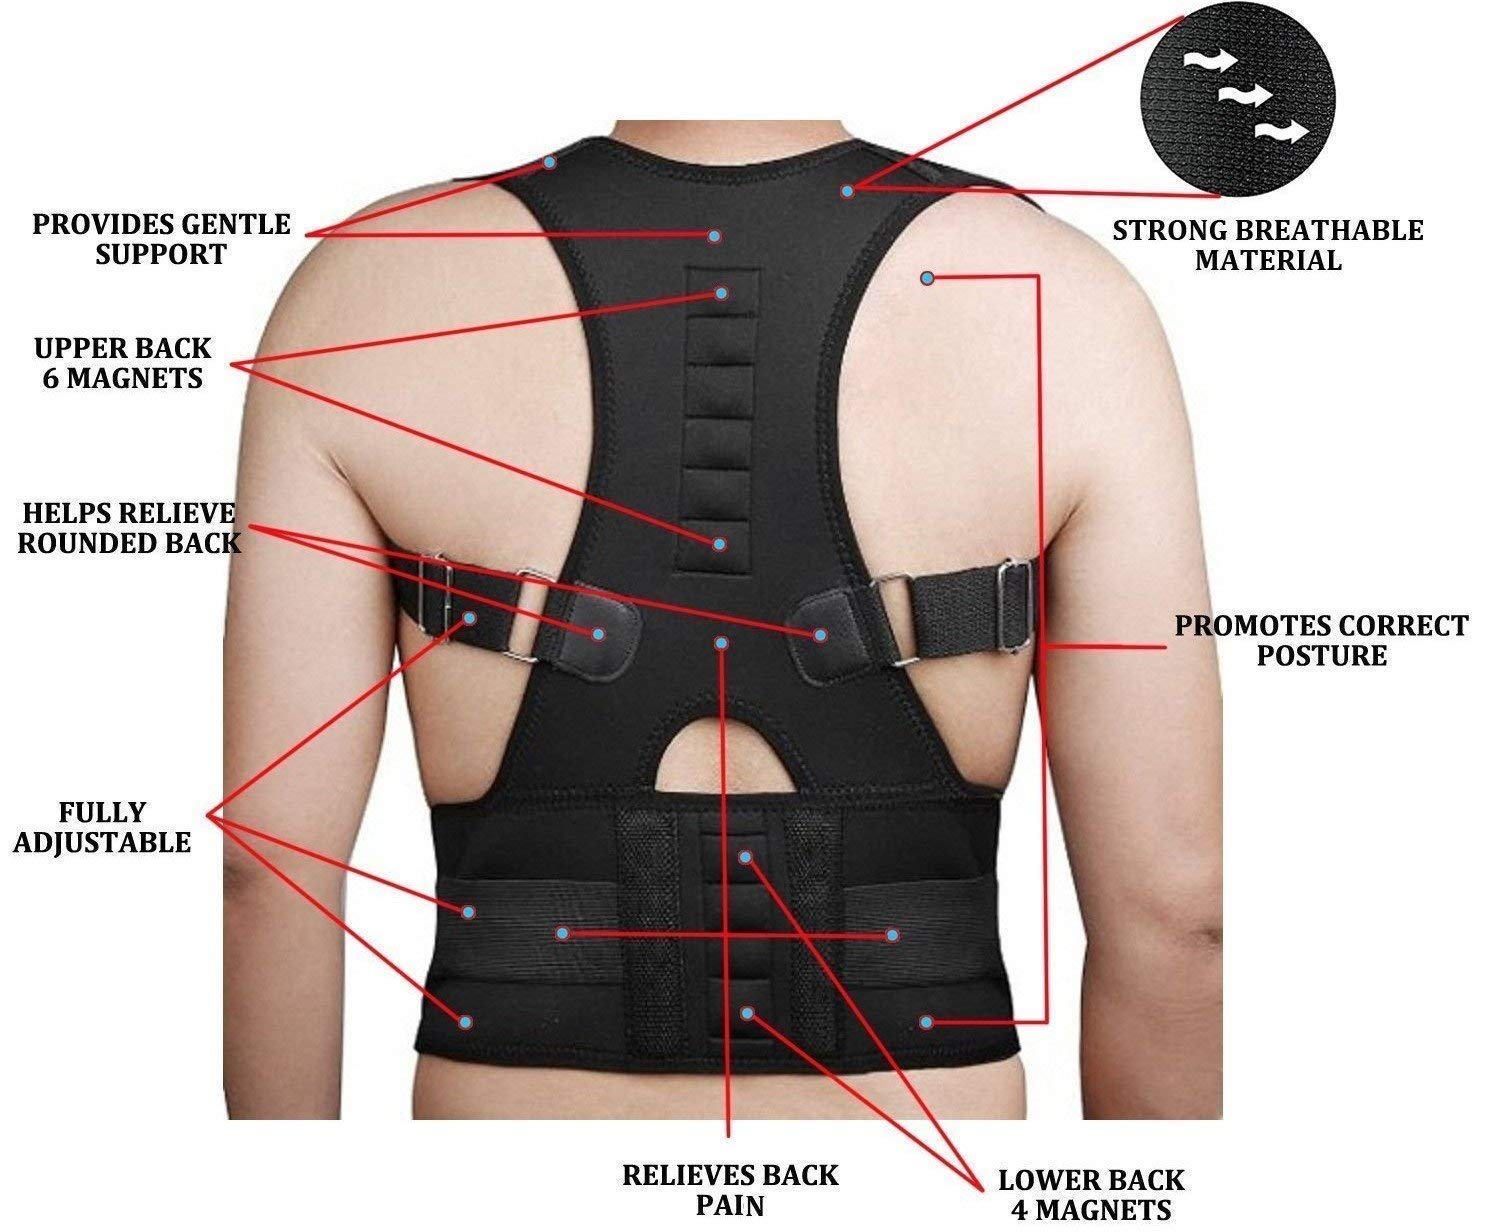 PROVIDES GENTLE
SUPPORT
STRONG BREATHABLE
MATERIAL
UPPER BACK
6 MAGNETS
HELPS RELIEVE
ROUNDED BACK
PROMOTES CORRECT
POSTURE
FULLY
ADJUSTABLE
RELIEVES BACK
PAIN
LOWER BACK
4 MAGNETS